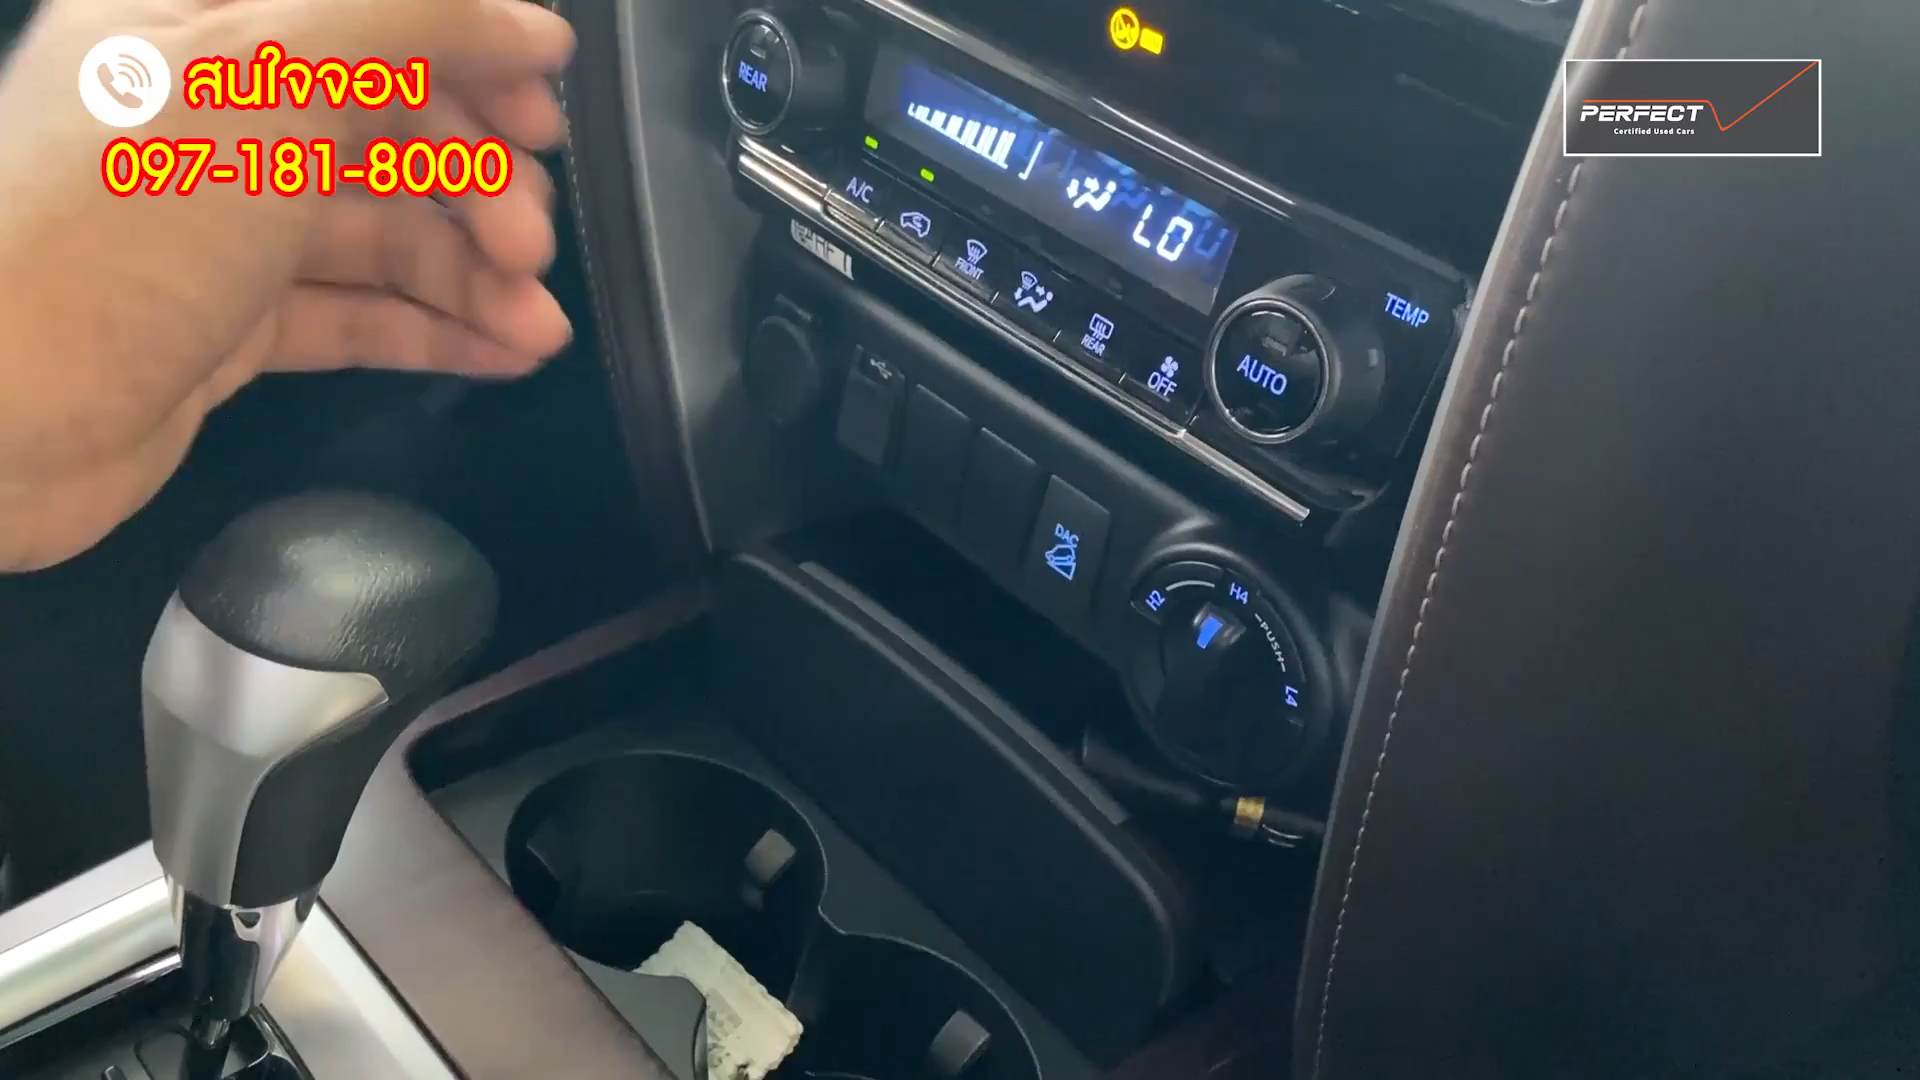 สนใจจอง
097-181-8000
PERFECT
Certified Used Cars
REAR
LO
TEMP
A/C
FRONT
REAR
OFF
AUTO
DAC
H2
H4
PUSH
L4